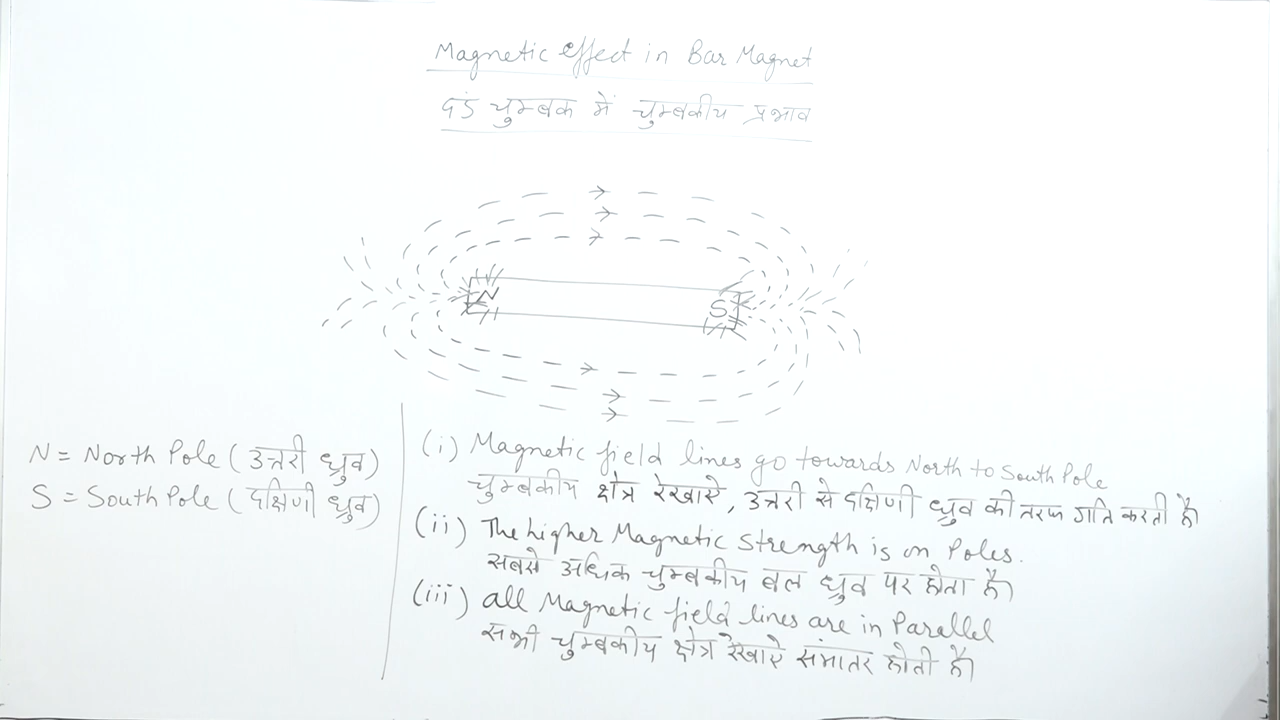 Magnetic effect in Bar Magnet
दंड चुम्बक में चुम्बकीय प्रभाव
N
S
N = North Pole (उत्तरी ध्रुव)
S = South Pole (दक्षिणी ध्रुव)
(i) Magnetic field lines go towards North to South Pole
चुम्बकीय क्षेत्र रेखाऐ, उत्तरी से दक्षिणी ध्रुव की तरफ गति करती है
(ii) The higher Magnetic Strength is on Poles.
सबसे अधिक चुम्बकीय बल ध्रुव पर होता है।
(iii) all Magnetic field lines are in Parallel
सभी चुम्बकीय क्षेत्र रेखाऐ संमातर होती है।